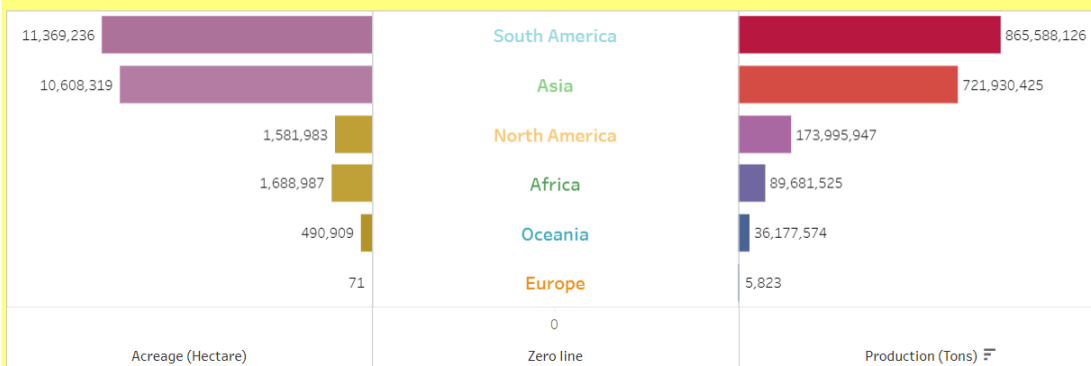 11,369,236 South America 865,588,126
10,608,319 Asia 721,930,425
1,581,983 North America 173,995,947
1,688,987 Africa 89,681,525
490,909 Oceania 36,177,574
71 Europe 5,823
0
Acreage (Hectare) Zero line Production (Tons)